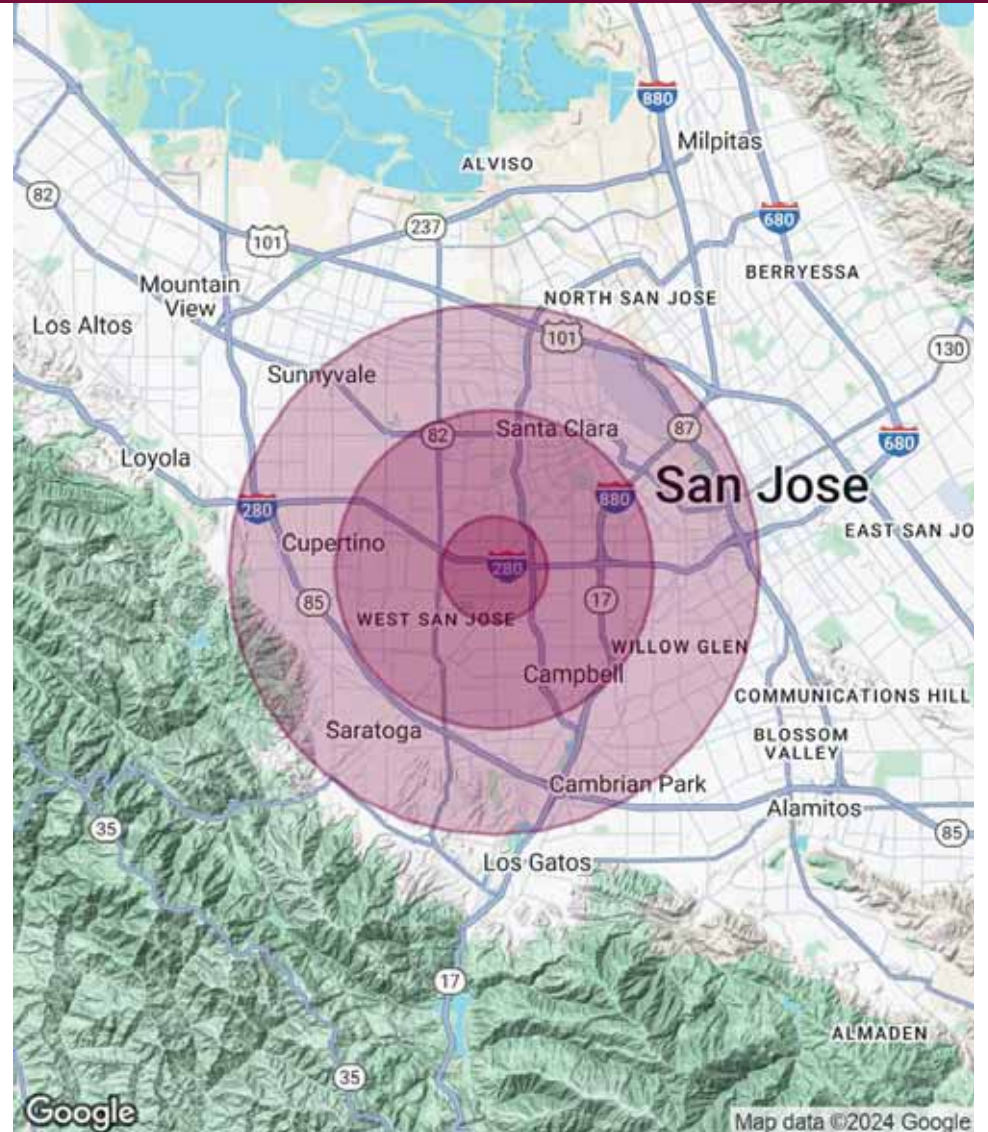 880
Milpitas
ALVISO
82
237
680
101
BERRYESSA
Mountain
View
NORTH SAN JOSE
Los Altos
101
130
Sunnyvale
82
Santa Clara
87
680
Loyola
San Jose
280
880
EAST SAN JO
Cupertino
280
85
17
WEST SAN JOSE
WILLOW GLEN
Campbell
COMMUNICATIONS HILL
Saratoga
BLOSSOM
VALLEY
Cambrian Park
Alamitos
35
85
Los Gatos
17
ALMADEN
35
Google
Map data ©2024 Google